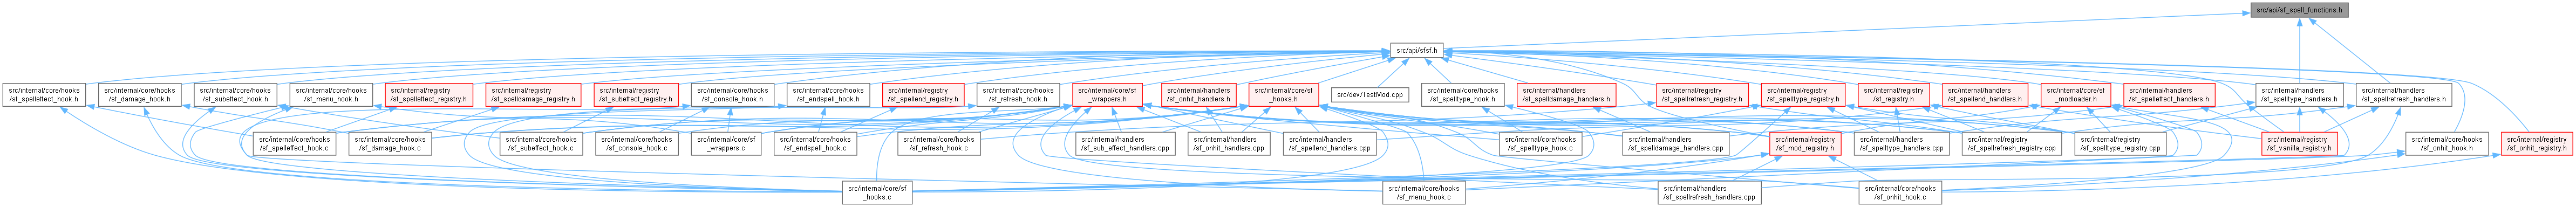 src/api/sf_spell_functions.h
src/api/sfsf.h
src/internal/core/hooks
/sf_spelleffect_hook.h
src/internal/core/hooks
/sf_damage_hook.h
src/internal/core/hooks
/sf_subeffect_hook.h
src/internal/core/hooks
/sf_menu_hook.h
src/internal/registry
/sf_spelleffect_registry.h
src/internal/registry
/sf_spelldamage_registry.h
src/internal/registry
/sf_subeffect_registry.h
src/internal/core/hooks
/sf_console_hook.h
src/internal/core/hooks
/sf_endspell_hook.h
src/internal/registry
/sf_spellend_registry.h
src/internal/core/hooks
/sf_refresh_hook.h
src/internal/core/sf
_wrappers.h
src/internal/handlers
/sf_onhit_handlers.h
src/internal/core/sf
_hooks.h
src/dev/TestMod.cpp
src/internal/core/hooks
/sf_spelltype_hook.h
src/internal/handlers
/sf_spelldamage_handlers.h
src/internal/registry
/sf_spellrefresh_registry.h
src/internal/registry
/sf_spelltype_registry.h
src/internal/registry
/sf_registry.h
src/internal/handlers
/sf_spellend_handlers.h
src/internal/core/sf
_modloader.h
src/internal/handlers
/sf_spelleffect_handlers.h
src/internal/handlers
/sf_spelltype_handlers.h
src/internal/handlers
/sf_spellrefresh_handlers.h
src/internal/core/hooks
/sf_spelleffect_hook.c
src/internal/core/hooks
/sf_damage_hook.c
src/internal/core/hooks
/sf_subeffect_hook.c
src/internal/core/hooks
/sf_console_hook.c
src/internal/core/sf
_wrappers.c
src/internal/core/hooks
/sf_endspell_hook.c
src/internal/core/hooks
/sf_refresh_hook.c
src/internal/handlers
/sf_sub_effect_handlers.cpp
src/internal/handlers
/sf_onhit_handlers.cpp
src/internal/handlers
/sf_spellend_handlers.cpp
src/internal/core/hooks
/sf_spelltype_hook.c
src/internal/handlers
/sf_spelldamage_handlers.cpp
src/internal/registry
/sf_mod_registry.h
src/internal/handlers
/sf_spelltype_handlers.cpp
src/internal/registry
/sf_spellrefresh_registry.cpp
src/internal/registry
/sf_spelltype_registry.cpp
src/internal/registry
/sf_vanilla_registry.h
src/internal/core/hooks
/sf_onhit_hook.h
src/internal/registry
/sf_onhit_registry.h
src/internal/core/sf
_hooks.c
src/internal/core/hooks
/sf_menu_hook.c
src/internal/handlers
/sf_spellrefresh_handlers.cpp
src/internal/core/hooks
/sf_onhit_hook.c